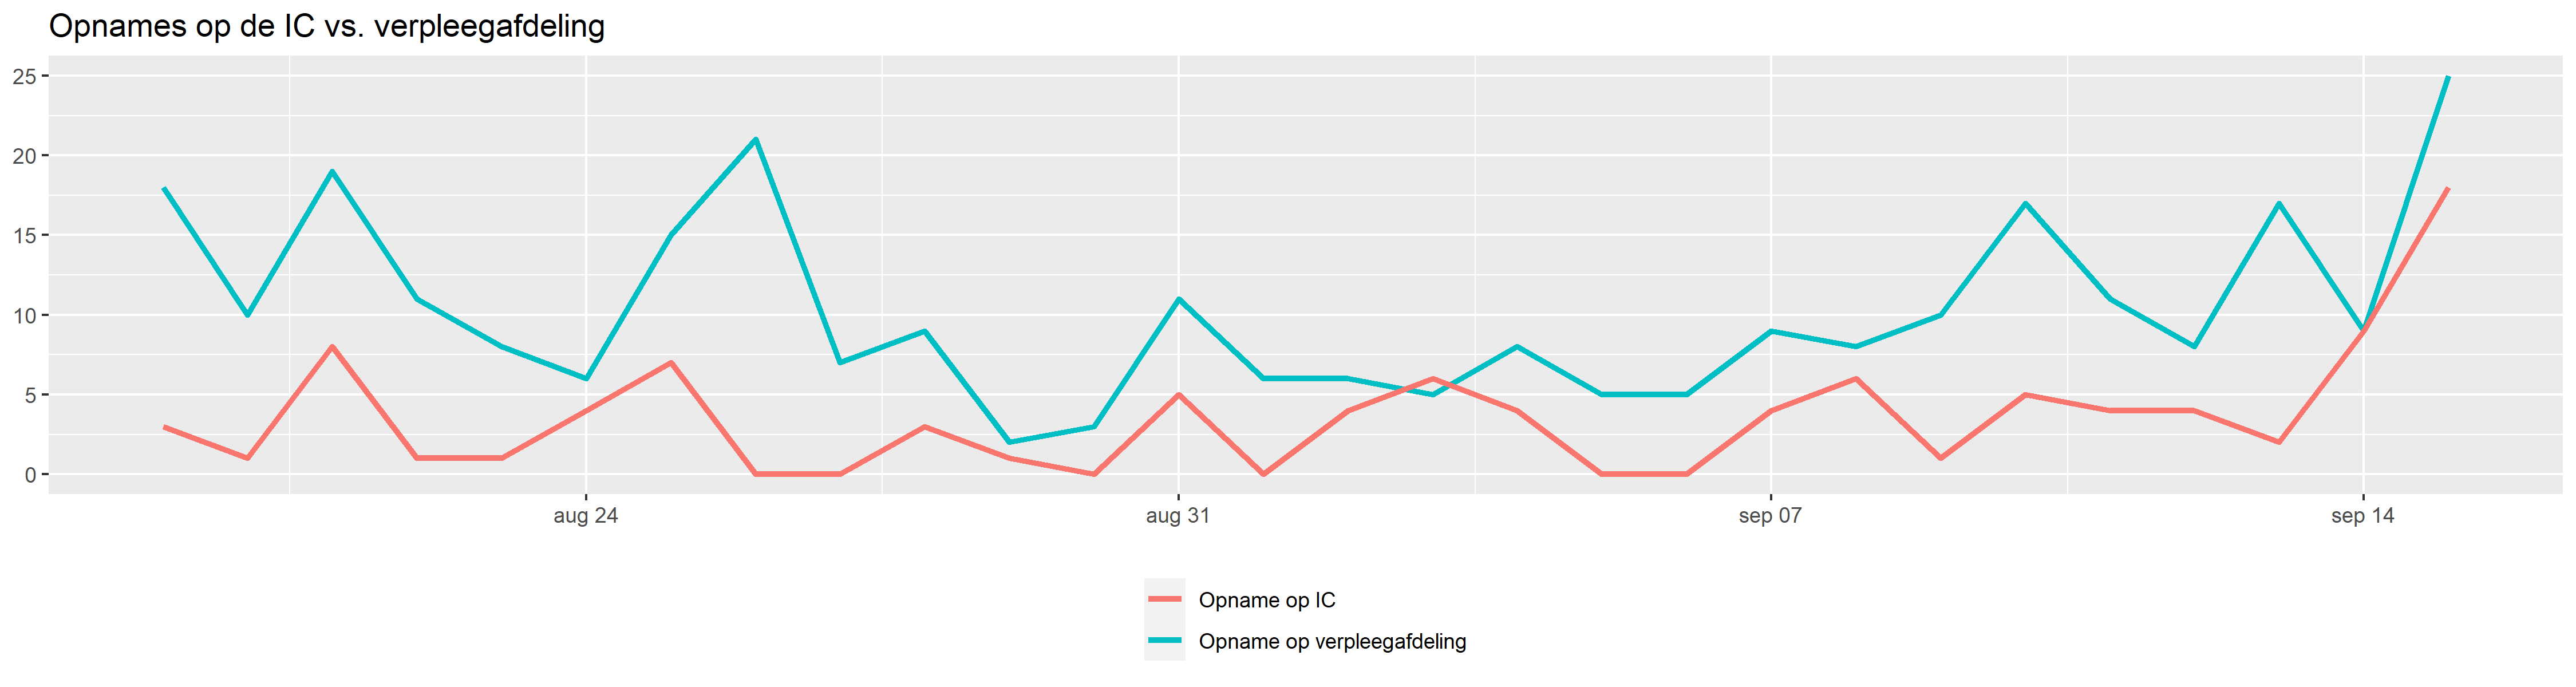 Opnames op de IC vs. verpleegafdeling
25
20
15
10
5
0
aug 24 aug 31 sep 07 sep 14
Opname op IC
Opname op verpleegafdeling